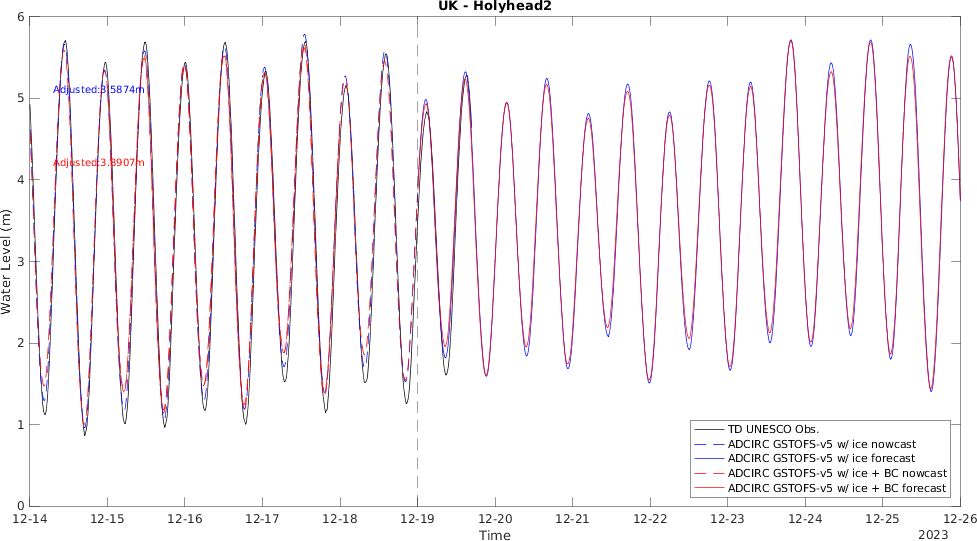 UK - Holyhead2
6
5
4
3
2
1
0
Water Level (m)
Adjusted:3.5874m
Adjusted:3.3907m
TD UNESCO Obs.
ADCIRC GSTOFS-v5 w/ ice nowcast
ADCIRC GSTOFS-v5 w/ ice forecast
ADCIRC GSTOFS-v5 w/ ice + BC nowcast
ADCIRC GSTOFS-v5 w/ ice + BC forecast
12-14 12-15 12-16 12-17 12-18 12-19 12-20 12-21 12-22 12-23 12-24 12-25 12-26
Time
2023